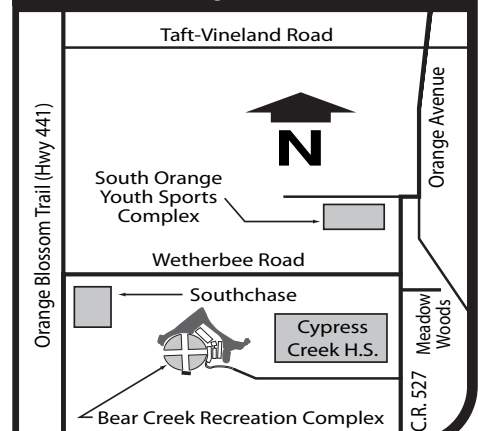 Taft-Vineland Road
Orange Blossom Trail (Hwy 441)
Orange Avenue
N
South Orange
Youth Sports
Complex
Wetherbee Road
Southchase
Cypress
Creek H.S.
Meadow
Woods
C.R. 527
Bear Creek Recreation Complex